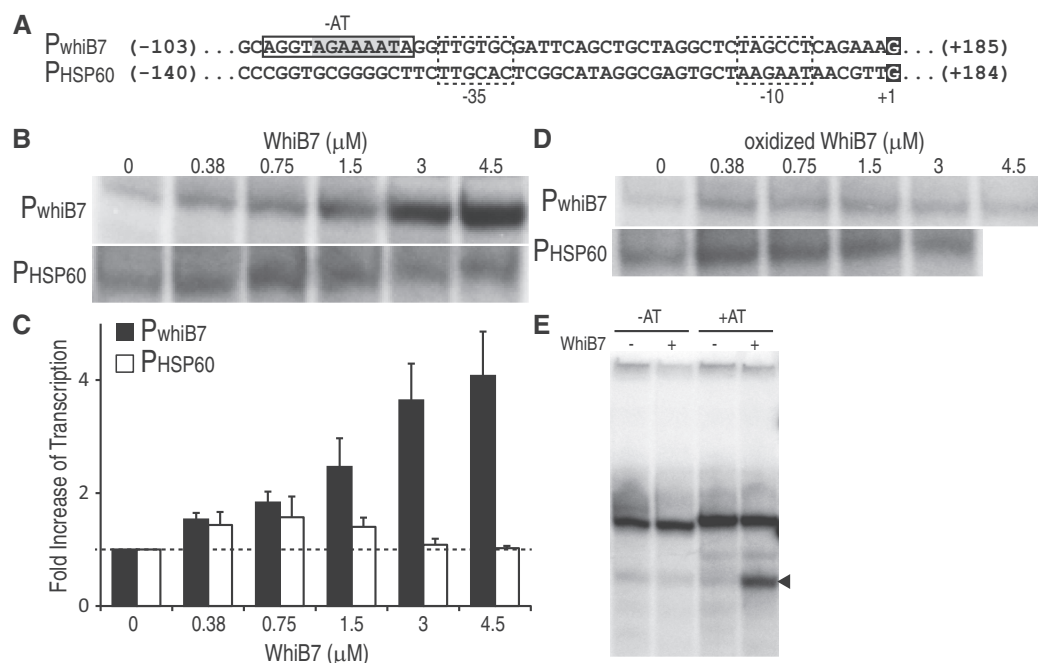 A
-AT
PwhiB7 (-103)...GCAGGTAGAAAATAGGTTGTGCGATTCAGCTGCTAGGCTCTAGCCTCAGAAAG...(+185)
PHSP60 (-140)...CCCGGTGCGGGGCTTCTTGCACTCGGCATAGGCGAGTGCTAAGAATAACGTTG...(+184)
-35 -10 +1
B
WhiB7 (μM)
0 0.38 0.75 1.5 3 4.5
PwhiB7
PHSP60
D
oxidized WhiB7 (μM)
0 0.38 0.75 1.5 3 4.5
PwhiB7
PHSP60
C
PwhiB7
PHSP60
Fold Increase of Transcription
4
2
0
0 0.38 0.75 1.5 3 4.5
WhiB7 (μM)
E
-AT +AT
WhiB7 - + - +